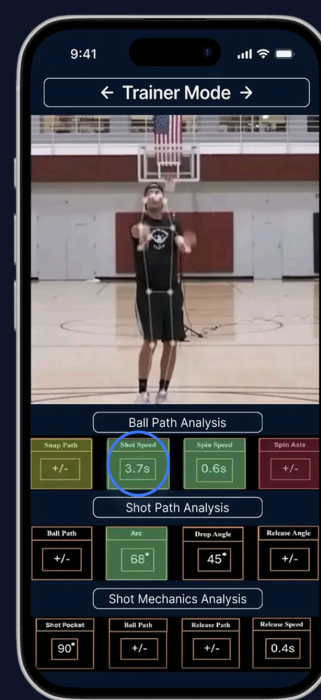 9:41
← Trainer Mode →
Ball Path Analysis
Snap Path Shot Speed Spin Speed Spin Axis
+/- 3.7s 0.6s +/-
Shot Path Analysis
Ball Path Arc Drop Angle Release Angle
+/- 68° 45° +/-
Shot Mechanics Analysis
Shot Pocket Ball Path Release Path Release Speed
90° +/- +/- 0.4s